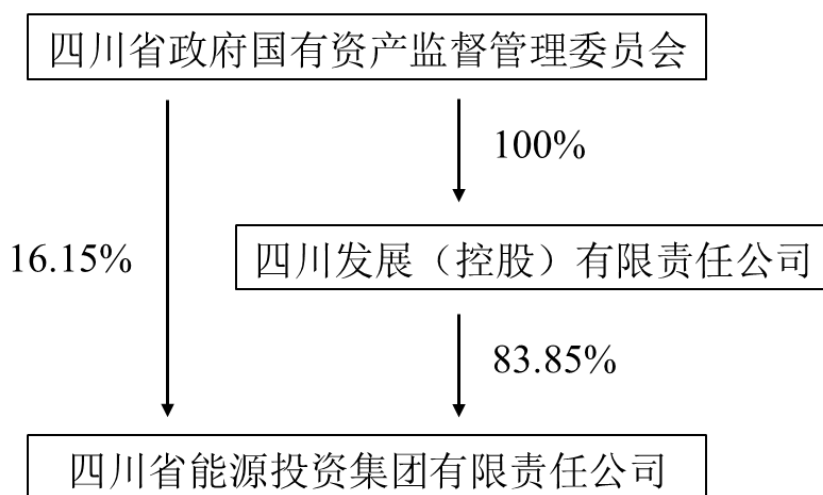 四川省政府国有资产监督管理委员会
100%
16.15%
四川发展（控股）有限责任公司
83.85%
四川省能源投资集团有限责任公司